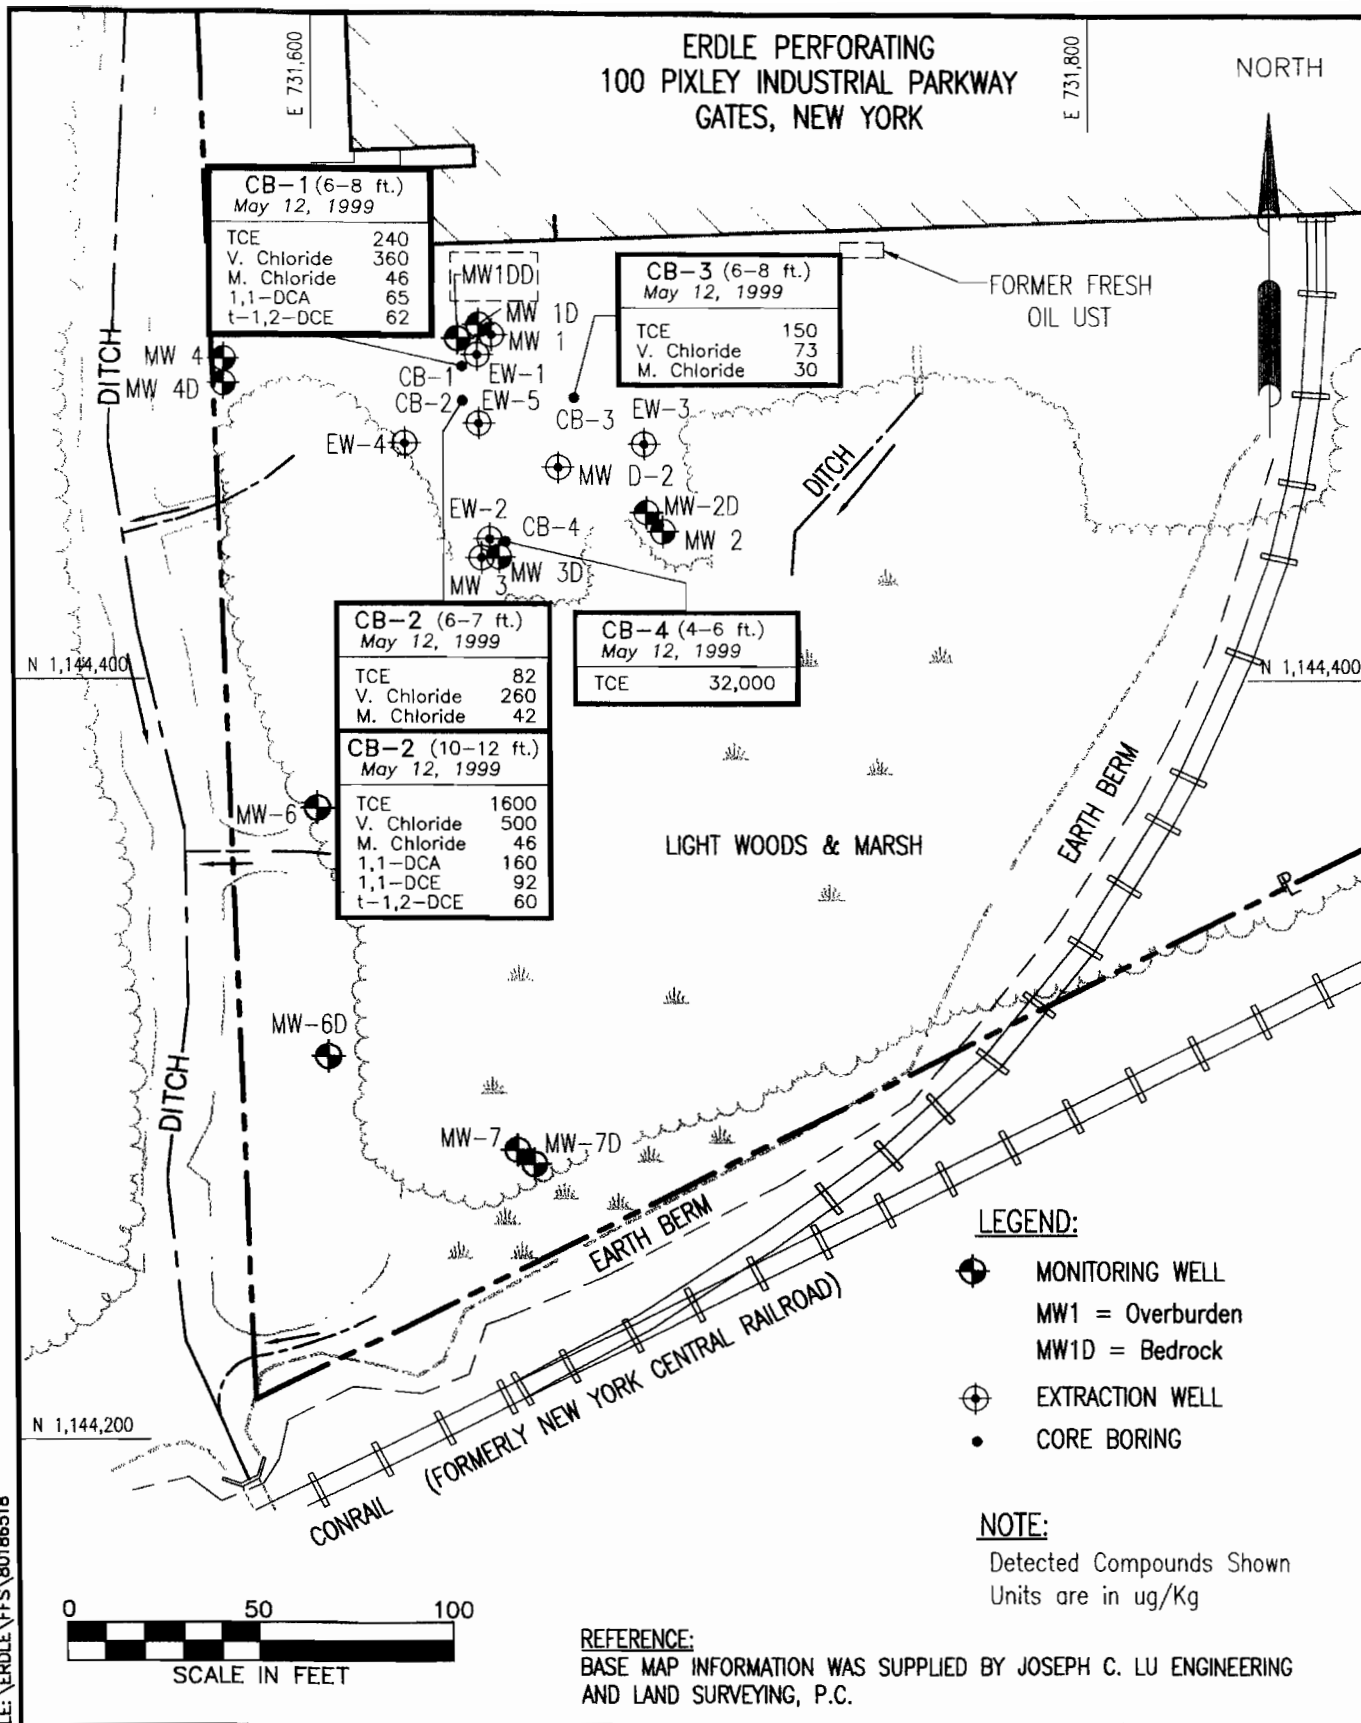 ERDLE PERFORATING
100 PIXLEY INDUSTRIAL PARKWAY
GATES, NEW YORK
E 731,600
E 731,800
NORTH
CB-1 (6-8 ft.)
May 12, 1999
TCE 240
V. Chloride 360
M. Chloride 46
1,1-DCA 65
t-1,2-DCE 62
MW1DD
MW 1D
MW 1
EW-1
CB-1
CB-2
EW-5
CB-3 (6-8 ft.)
May 12, 1999
TCE 150
V. Chloride 73
M. Chloride 30
FORMER FRESH
OIL UST
DITCH
MW 4
MW 4D
CB-3
EW-3
EW-4
MW D-2
DITCH
EW-2
CB-4
MW-2D
MW 2
MW 3
MW 3D
CB-2 (6-7 ft.)
May 12, 1999
TCE 82
V. Chloride 260
M. Chloride 42
CB-2 (10-12 ft.)
May 12, 1999
TCE 1600
V. Chloride 500
M. Chloride 46
1,1-DCA 160
1,1-DCE 92
t-1,2-DCE 60
CB-4 (4-6 ft.)
May 12, 1999
TCE 32,000
N 1,144,400
N 1,144,400
MW-6
LIGHT WOODS & MARSH
EARTH BERM
PL
MW-6D
DITCH
MW-7
MW-7D
EARTH BERM
N 1,144,200
CONRAIL (FORMERLY NEW YORK CENTRAL RAILROAD)
LEGEND:
MONITORING WELL
MW1 = Overburden
MW1D = Bedrock
EXTRACTION WELL
CORE BORING
NOTE:
Detected Compounds Shown
Units are in ug/Kg
0 50 100
SCALE IN FEET
REFERENCE:
BASE MAP INFORMATION WAS SUPPLIED BY JOSEPH C. LU ENGINEERING
AND LAND SURVEYING, P.C.